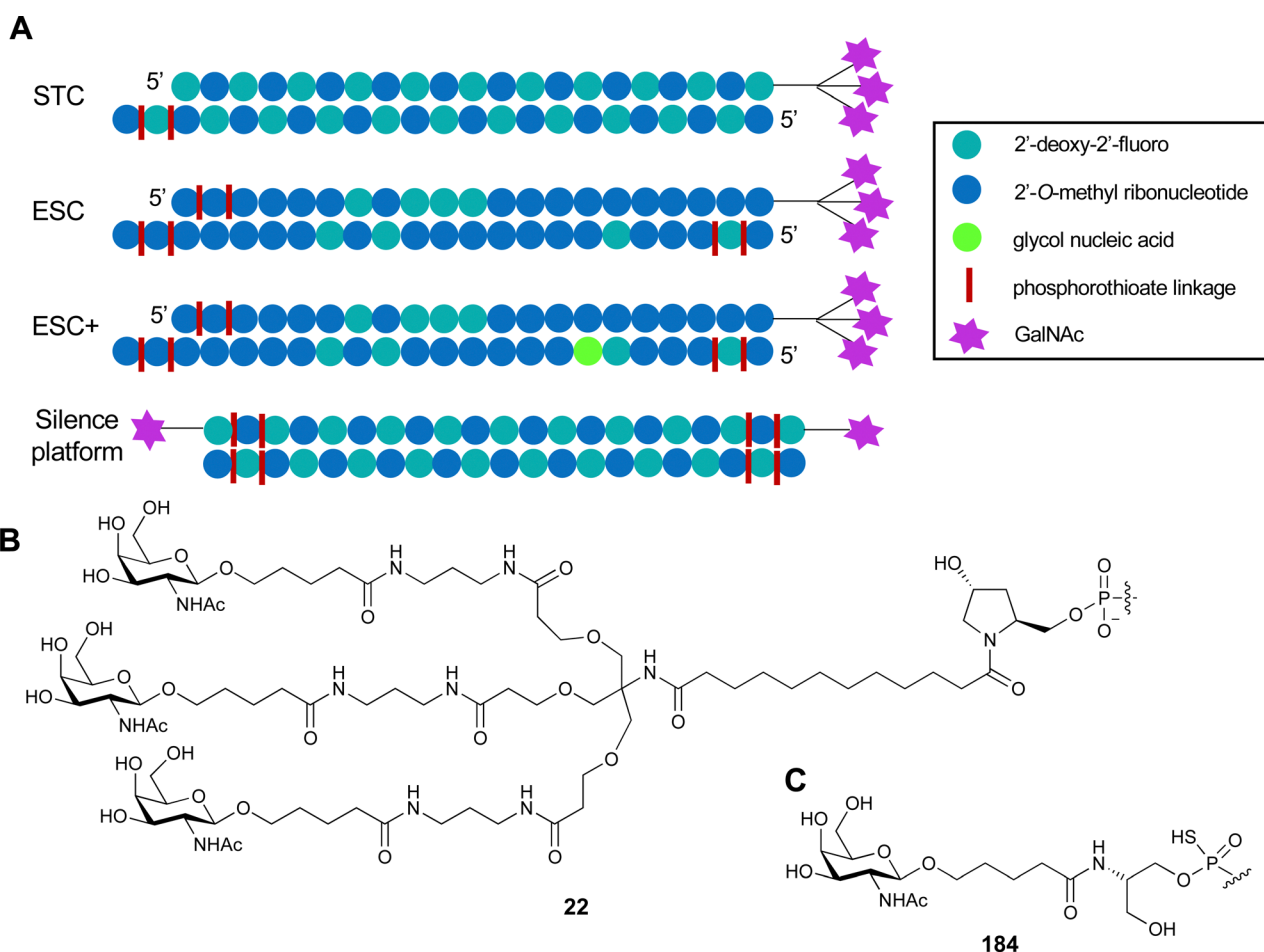 A
STC
5'
5'
ESC
5'
5'
ESC+
5'
5'
Silence
platform
2'-deoxy-2'-fluoro
2'-O-methyl ribonucleotide
glycol nucleic acid
phosphorothioate linkage
GalNAc
B
HO
OH
HO
O
O
NHAc
O
H
N
H
N
O
O
HO
OH
HO
O
O
NHAc
O
H
N
H
N
O
O
HO
OH
HO
O
O
NHAc
O
H
N
H
N
O
O
H
N
O
HO
N
O
O
O
P
O
−
22
C
HO
OH
HO
O
O
NHAc
O
H
N
OH
O
HS
P
O
184